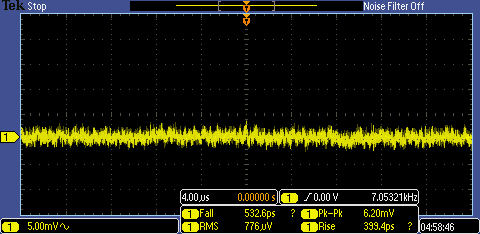 Tek Stop Noise Filter Off
T
T
1
4.00µs 0.00000 s 1 0.00 V 7.05321kHz
1 Fall 532.6ps ? 1 Pk–Pk 6.20mV
1 RMS 776µV 1 Rise 399.4ps ?
1 5.00mV 04:58:46